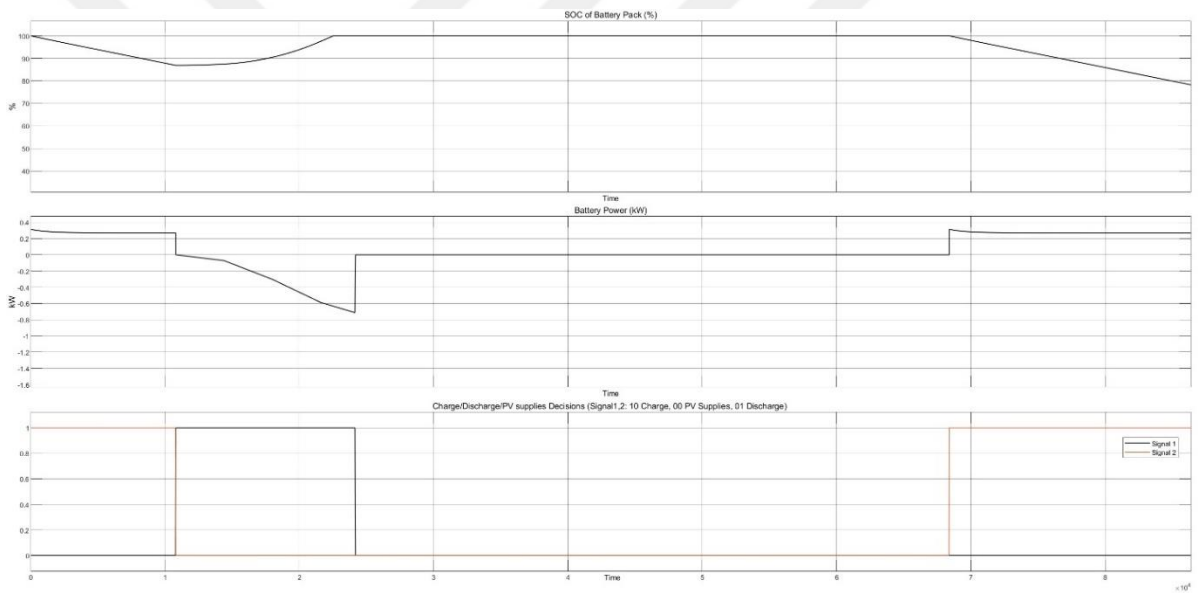 SOC of Battery Pack (%)
100
90
80
70
60
50
40
%
Time
Battery Power (kW)
0.4
0.2
0
-0.2
-0.4
-0.6
-0.8
-1
-1.2
-1.4
-1.6
kW
Time
Charge/Discharge/PV supplies Decisions (Signal1,2: 10 Charge, 00 PV Supplies, 01 Discharge)
1
0.8
0.6
0.4
0.2
0
Signal 1
Signal 2
0 1 2 3 4 5 6 7 8
Time
×10⁴